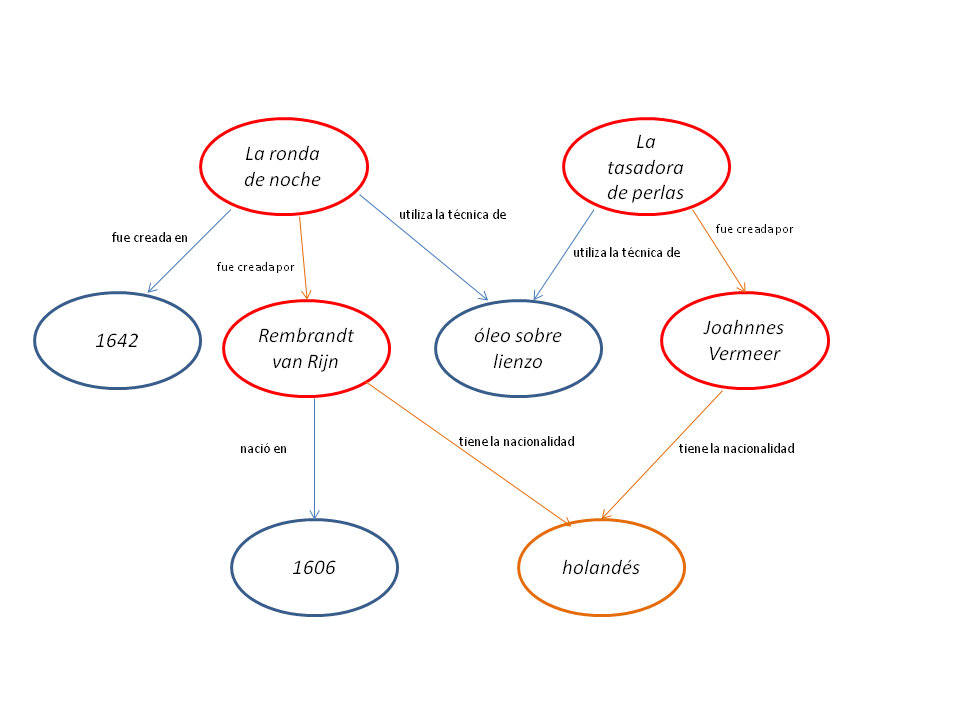 La ronda
de noche
La
tasadora
de perlas
utiliza la técnica de
fue creada en
fue creada por
utiliza la técnica de
fue creada por
1642
Rembrandt
van Rijn
óleo sobre
lienzo
Joahnnes
Vermeer
nació en
tiene la nacionalidad
tiene la nacionalidad
1606
holandés